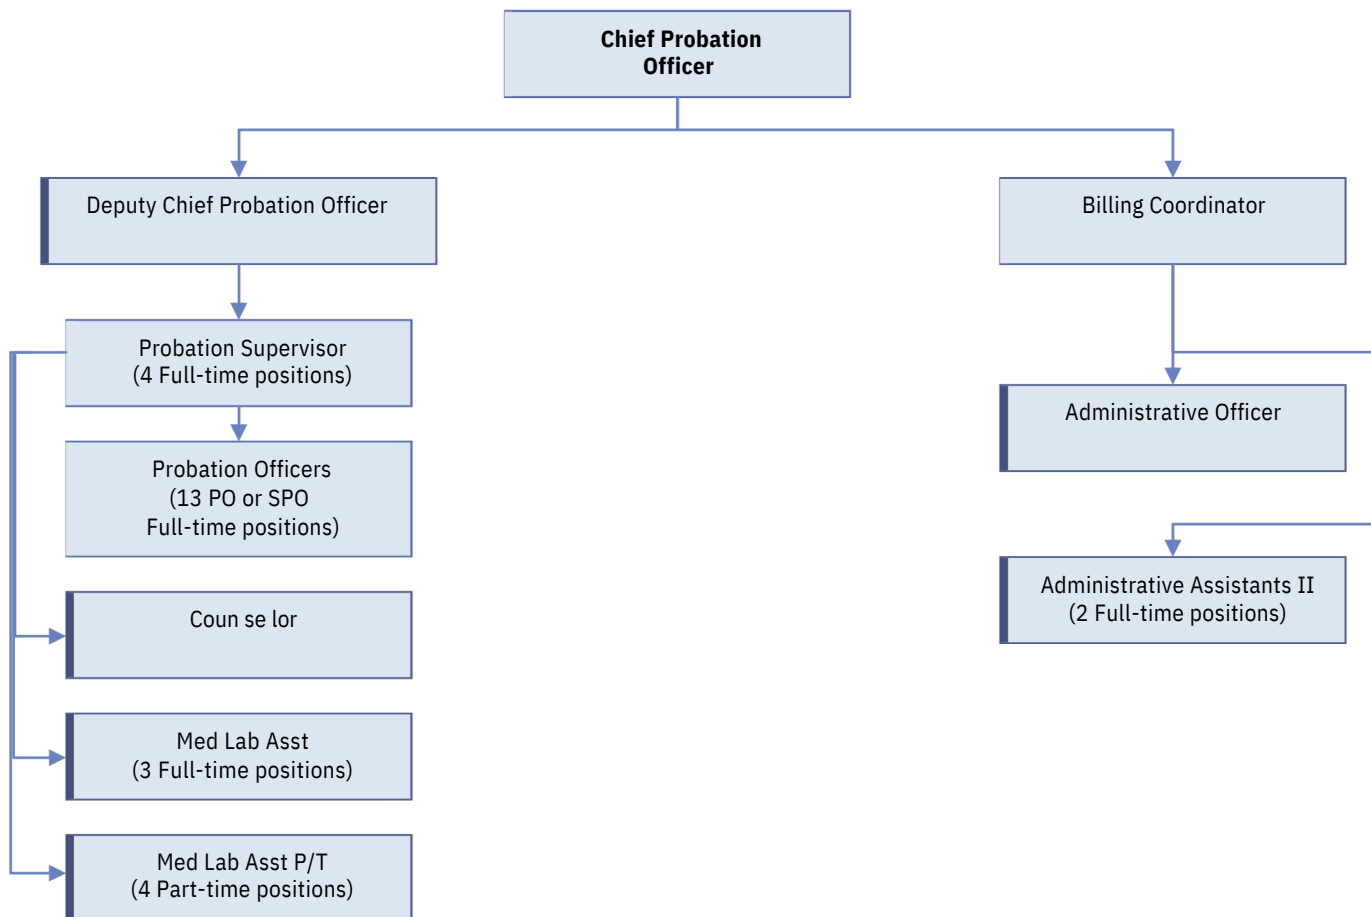 Chief Probation
Officer
Deputy Chief Probation Officer
Billing Coordinator
Probation Supervisor
(4 Full-time positions)
Administrative Officer
Probation Officers
(13 PO or SPO
Full-time positions)
Administrative Assistants II
(2 Full-time positions)
Coun se lor
Med Lab Asst
(3 Full-time positions)
Med Lab Asst P/T
(4 Part-time positions)